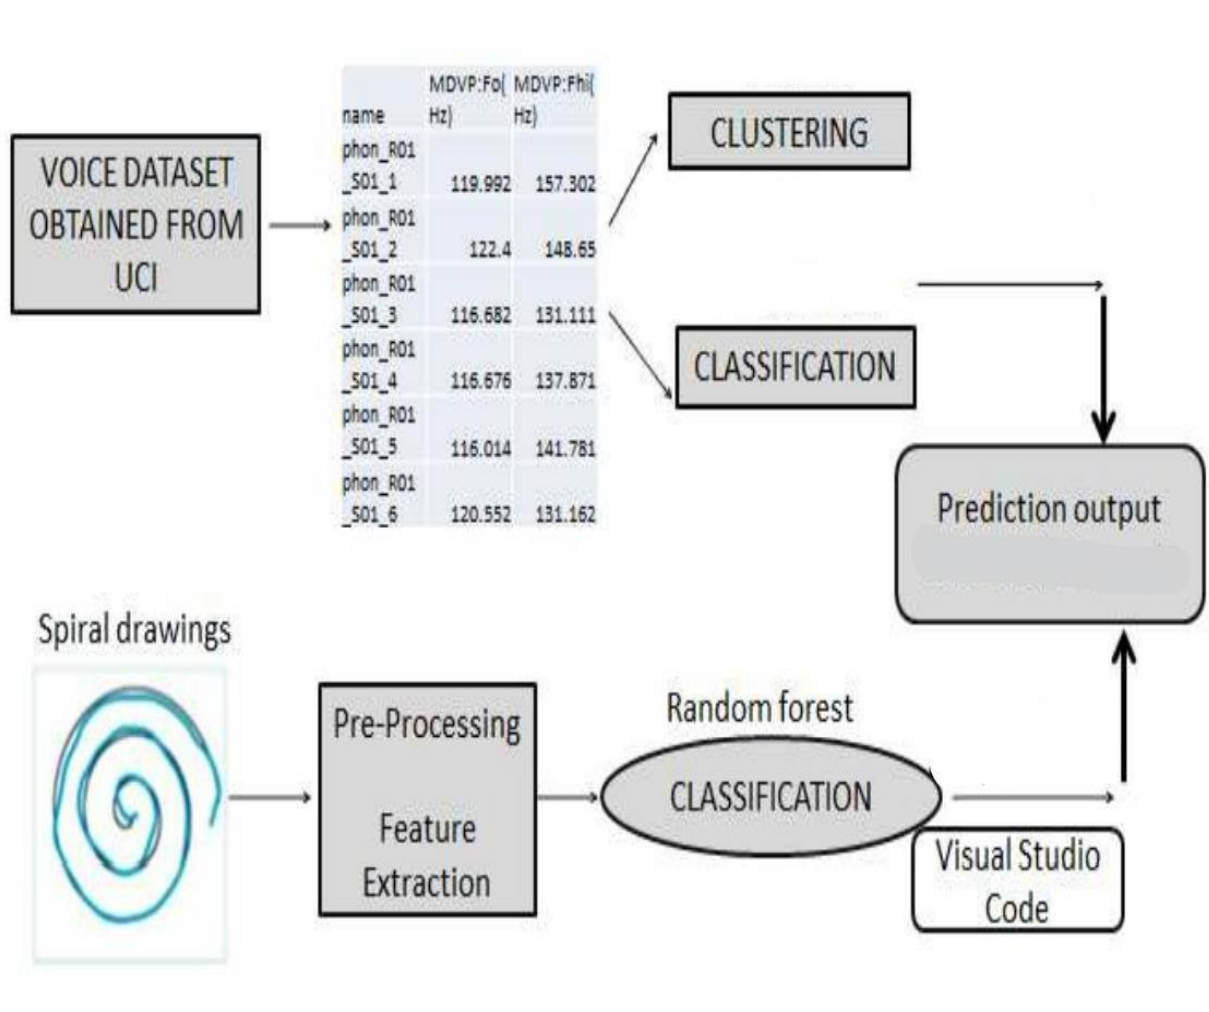 VOICE DATASET
OBTAINED FROM
UCI
MDVP:Fo( MDVP:Fhi(
name Hz) Hz)
phon_R01
_S01_1 119.992 157.302
phon_R01
_S01_2 122.4 148.65
phon_R01
_S01_3 116.682 131.111
phon_R01
_S01_4 116.676 137.871
phon_R01
_S01_5 116.014 141.781
phon_R01
_S01_6 120.552 131.162
CLUSTERING
CLASSIFICATION
Prediction output
Spiral drawings
Pre-Processing
Feature
Extraction
Random forest
CLASSIFICATION
Visual Studio
Code